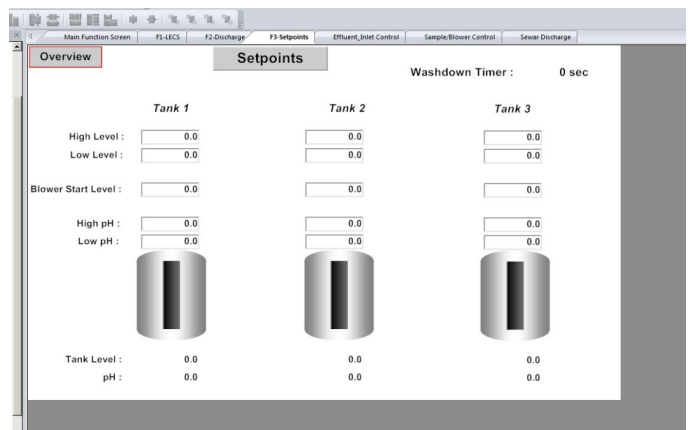 Main Function Screen F1-LECS F2-Discharge F3-Setpoints Effluent_Inlet Control Sample/Blower Control Sewar Discharge
Overview Setpoints
Washdown Timer : 0 sec
Tank 1 Tank 2 Tank 3
High Level : 0.0 0.0 0.0
Low Level : 0.0 0.0 0.0
Blower Start Level : 0.0 0.0 0.0
High pH : 0.0 0.0 0.0
Low pH : 0.0 0.0 0.0
Tank Level : 0.0 0.0 0.0
pH : 0.0 0.0 0.0